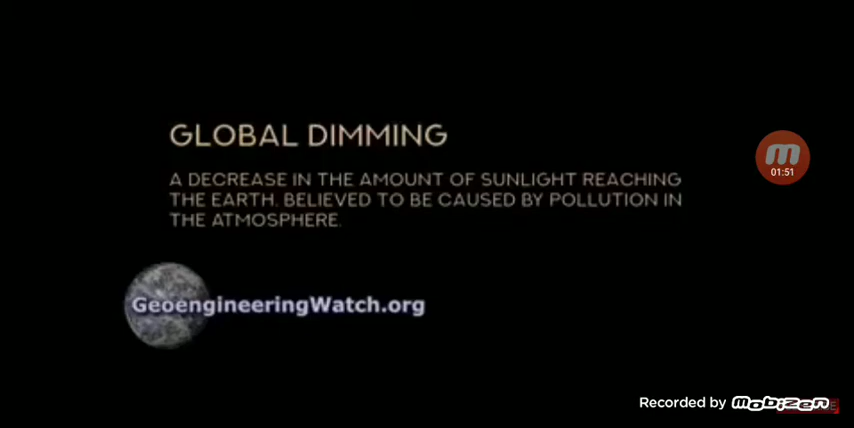 GLOBAL DIMMING
A DECREASE IN THE AMOUNT OF SUNLIGHT REACHING
THE EARTH. BELIEVED TO BE CAUSED BY POLLUTION IN
THE ATMOSPHERE.
01:51
GeoengineeringWatch.org
Recorded by mobizen